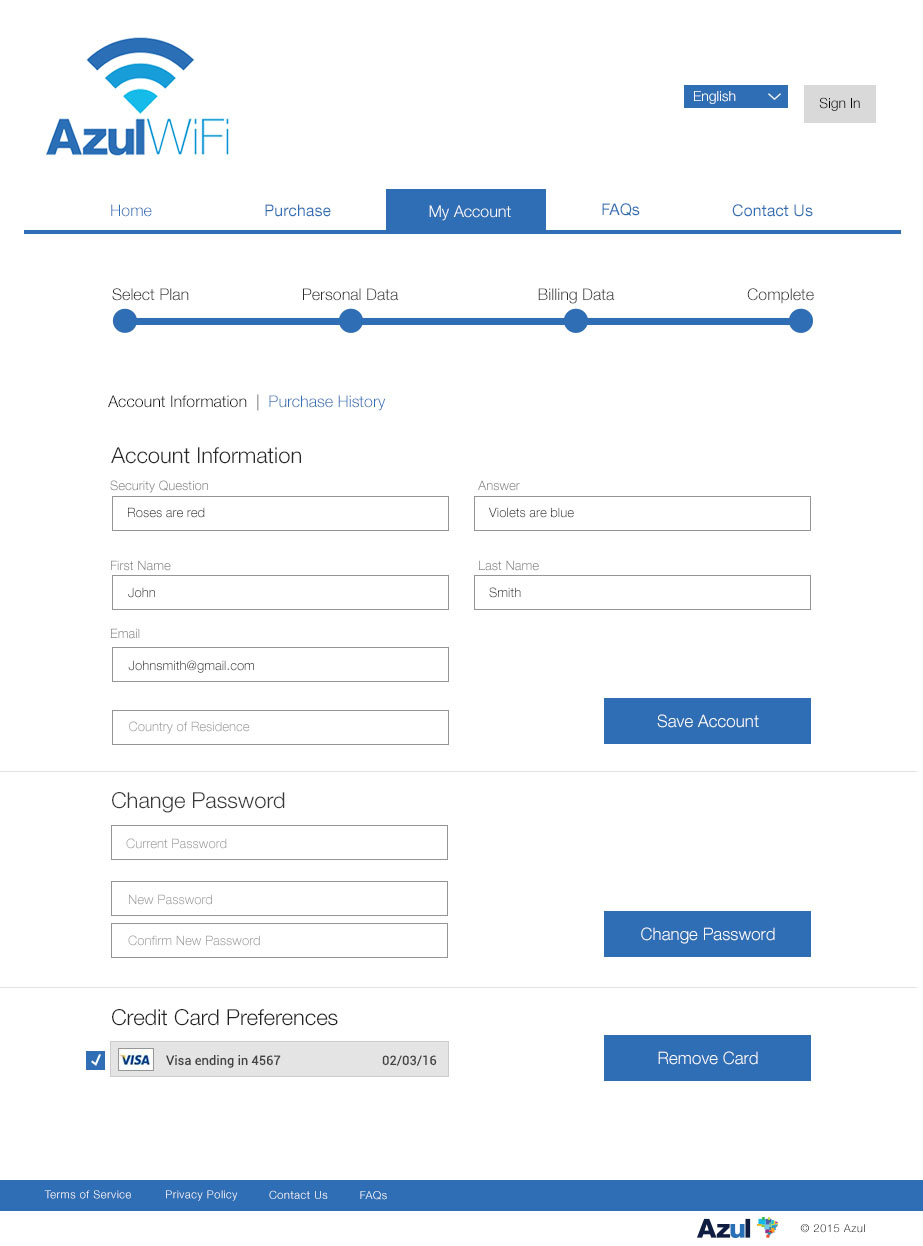 AzulWiFi
English
Sign In
Home Purchase My Account FAQs Contact Us
Select Plan Personal Data Billing Data Complete
Account Information | Purchase History
Account Information
Security Question Answer
Roses are red Violets are blue
First Name Last Name
John Smith
Email
Johnsmith@gmail.com
Country of Residence
Save Account
Change Password
Current Password
New Password
Confirm New Password
Change Password
Credit Card Preferences
VISA Visa ending in 4567 02/03/16
Remove Card
Terms of Service Privacy Policy Contact Us FAQs
Azul © 2015 Azul